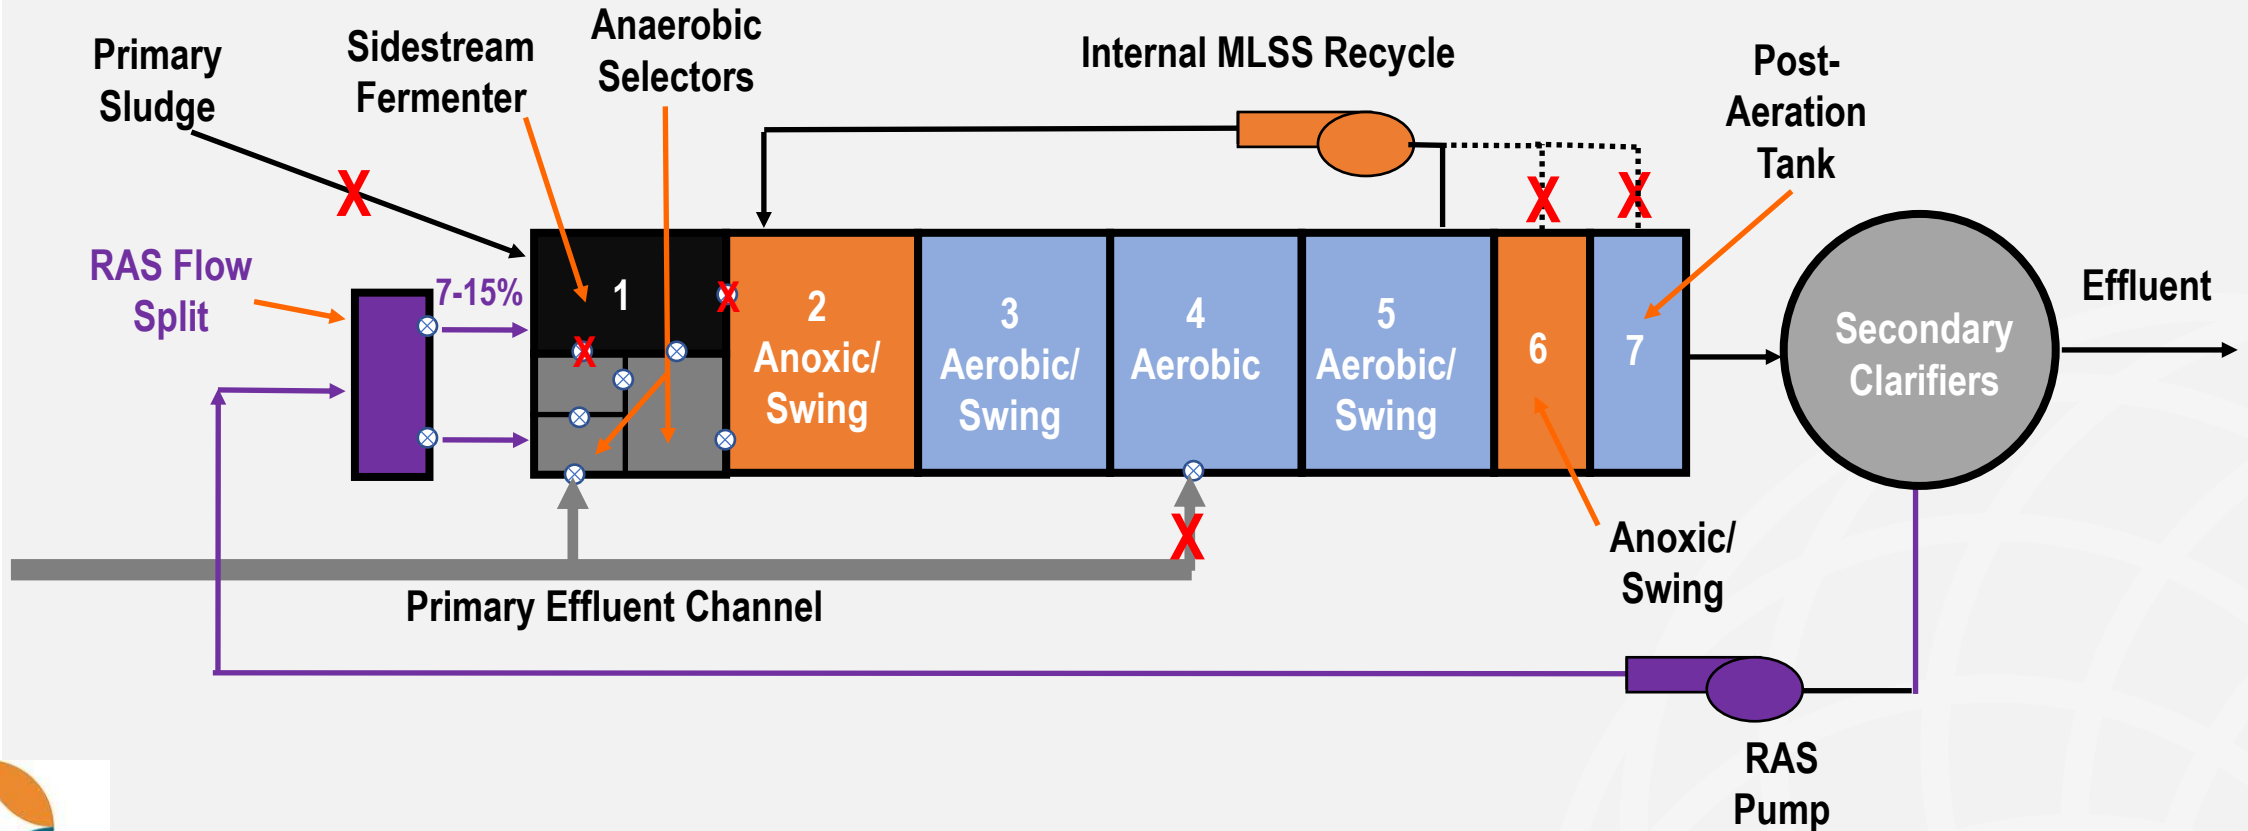 Primary
Sludge
Sidestream
Fermenter
Anaerobic
Selectors
Internal MLSS Recycle
Post-
Aeration
Tank
X
X
X
RAS Flow
Split
7-15%
1
X
X
2
Anoxic/
Swing
3
Aerobic/
Swing
4
Aerobic
5
Aerobic/
Swing
6
7
Secondary
Clarifiers
Effluent
X
Anoxic/
Swing
Primary Effluent Channel
RAS
Pump